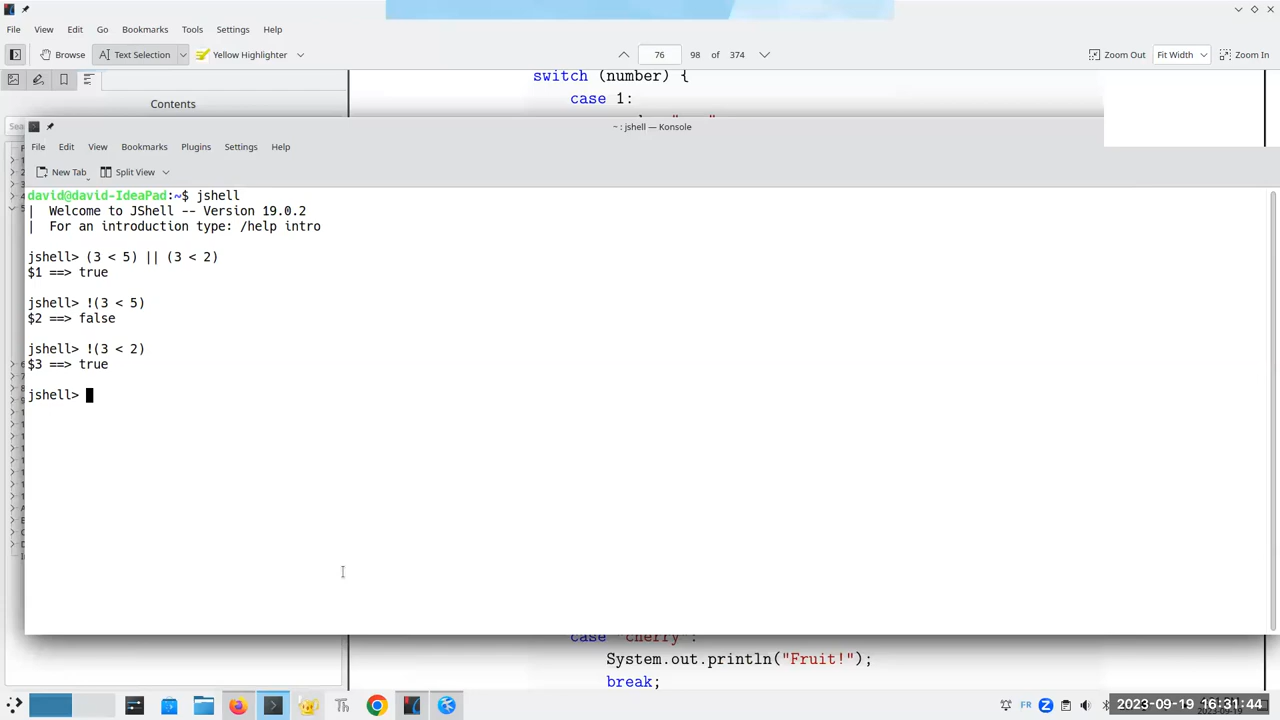 File View Edit Go Bookmarks Tools Settings Help
Browse Text Selection Yellow Highlighter 76 98 of 374 Zoom Out Fit Width Zoom In
switch (number) {
case 1:
Contents
~ : jshell — Konsole
File Edit View Bookmarks Plugins Settings Help
New Tab Split View
david@david-IdeaPad:~$ jshell
| Welcome to JShell -- Version 19.0.2
| For an introduction type: /help intro
jshell> (3 < 5) || (3 < 2)
$1 ==> true
jshell> !(3 < 5)
$2 ==> false
jshell> !(3 < 2)
$3 ==> true
jshell>
case "cherry":
System.out.println("Fruit!");
break;
FR 2023-09-19 16:31:44